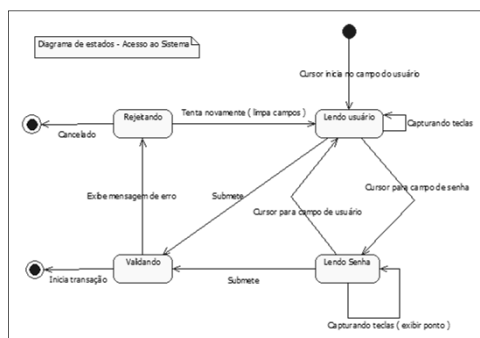 Diagrama de estados - Acesso ao Sistema
Cursor inicia no campo do usuário
Rejeitando
Tenta novamente ( limpa campos )
Lendo usuário
Capturando teclas
Cancelado
Cursor para campo de senha
Exibe mensagem de erro
Submete
Cursor para campo de usuário
Validando
Lendo Senha
Inicia transação
Submete
Capturando teclas ( exibir ponto )